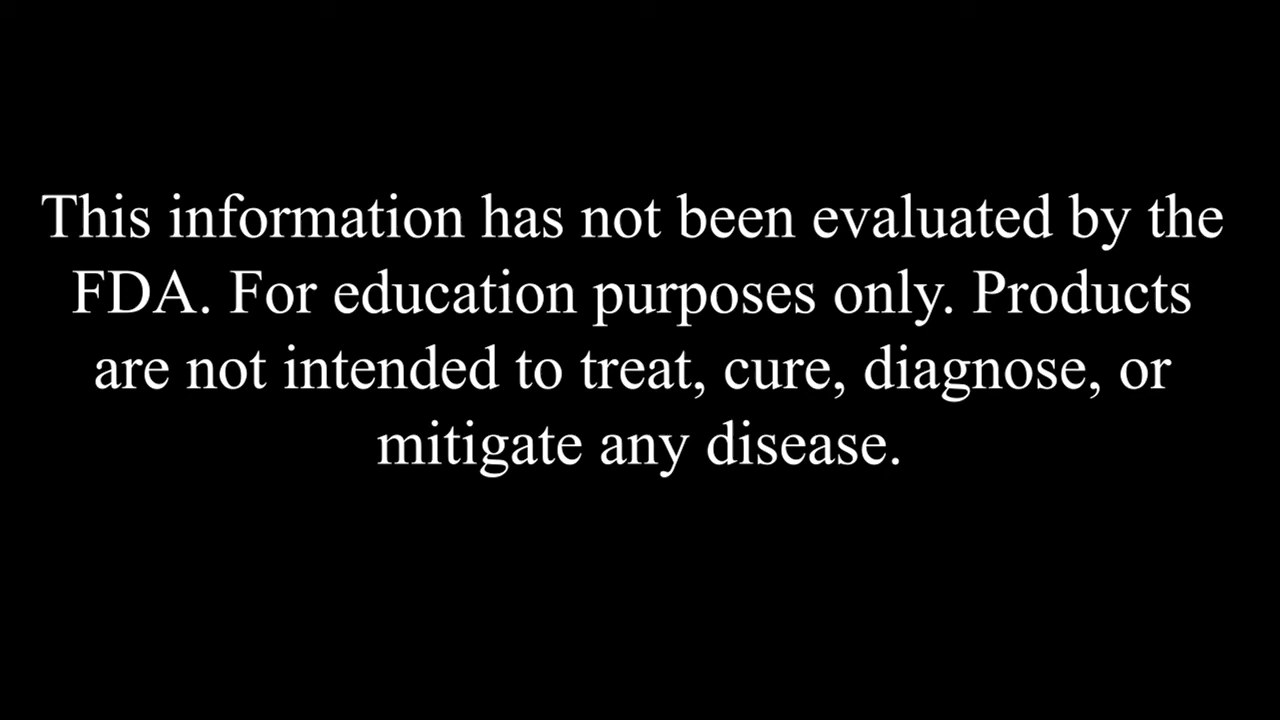 This information has not been evaluated by the
FDA. For education purposes only. Products
are not intended to treat, cure, diagnose, or
mitigate any disease.